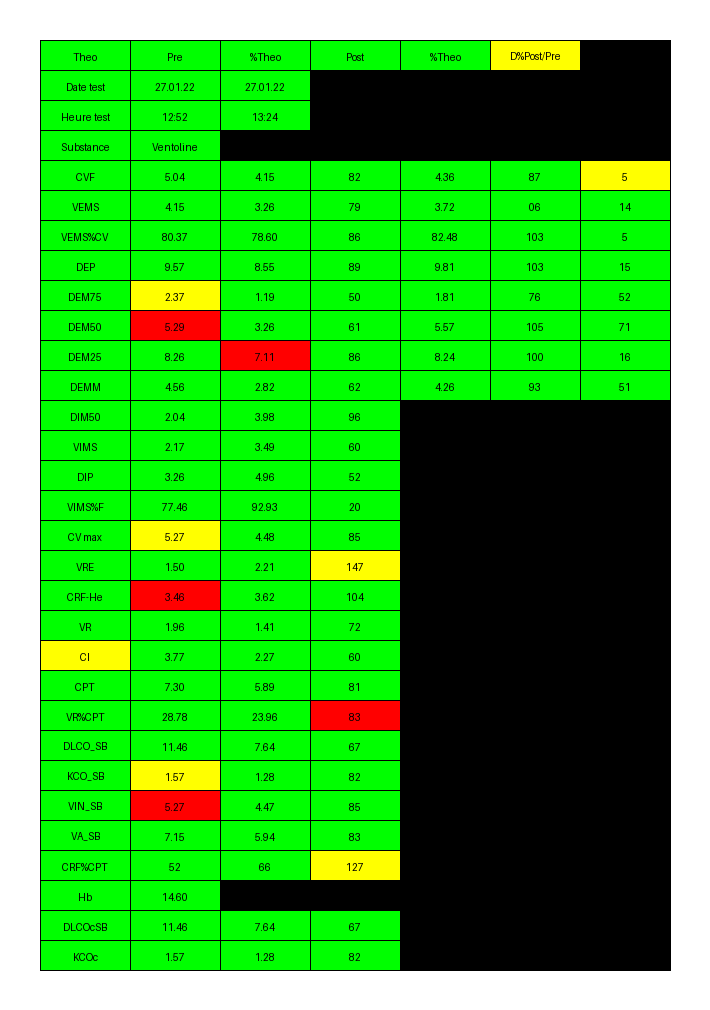 Theo Pre %Theo Post %Theo D%Post/Pre
Date test 27.01.22 27.01.22
Heure test 12:52 13:24
Substance Ventoline
CVF 5.04 4.15 82 4.36 87 5
VEMS 4.15 3.26 79 3.72 06 14
VEMS%CV 80.37 78.60 86 82.48 103 5
DEP 9.57 8.55 89 9.81 103 15
DEM75 2.37 1.19 50 1.81 76 52
DEM50 5.29 3.26 61 5.57 105 71
DEM25 8.26 7.11 86 8.24 100 16
DEMM 4.56 2.82 62 4.26 93 51
DIM50 2.04 3.98 96
VIMS 2.17 3.49 60
DIP 3.26 4.96 52
VIMS%F 77.46 92.93 20
CV max 5.27 4.48 85
VRE 1.50 2.21 147
CRF-He 3.48 3.62 104
VR 1.96 1.41 72
CI 3.77 2.27 60
CPT 7.30 5.89 81
VR%CPT 28.78 23.96 83
DLCO_SB 11.46 7.64 67
KCO_SB 1.57 1.28 82
VIN_SB 5.27 4.47 85
VA_SB 7.15 5.94 83
CRF%CPT 52 66 127
Hb 14.60
DLCOcSB 11.46 7.64 67
KCOc 1.57 1.28 82